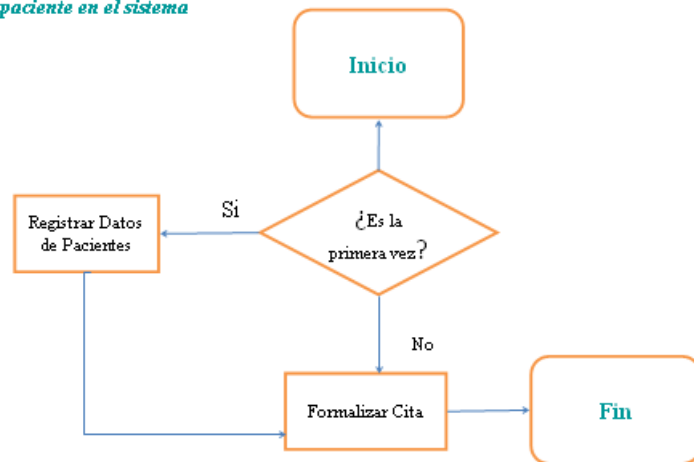 paciente en el sistema
Inicio
¿Es la
primera vez?
Si
Registrar Datos
de Pacientes
No
Formalizar Cita
Fin